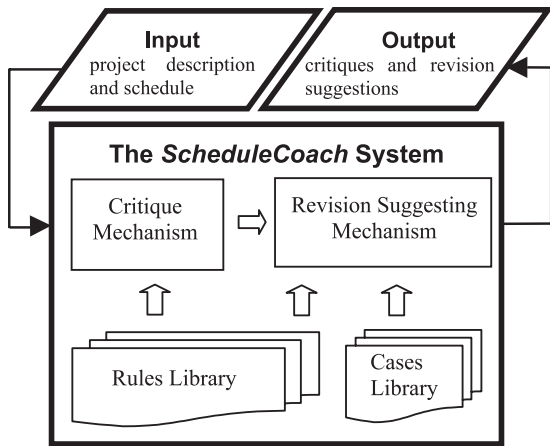 Input
project description
and schedule
Output
critiques and revision
suggestions
The ScheduleCoach System
Critique
Mechanism
Revision Suggesting
Mechanism
Rules Library
Cases
Library